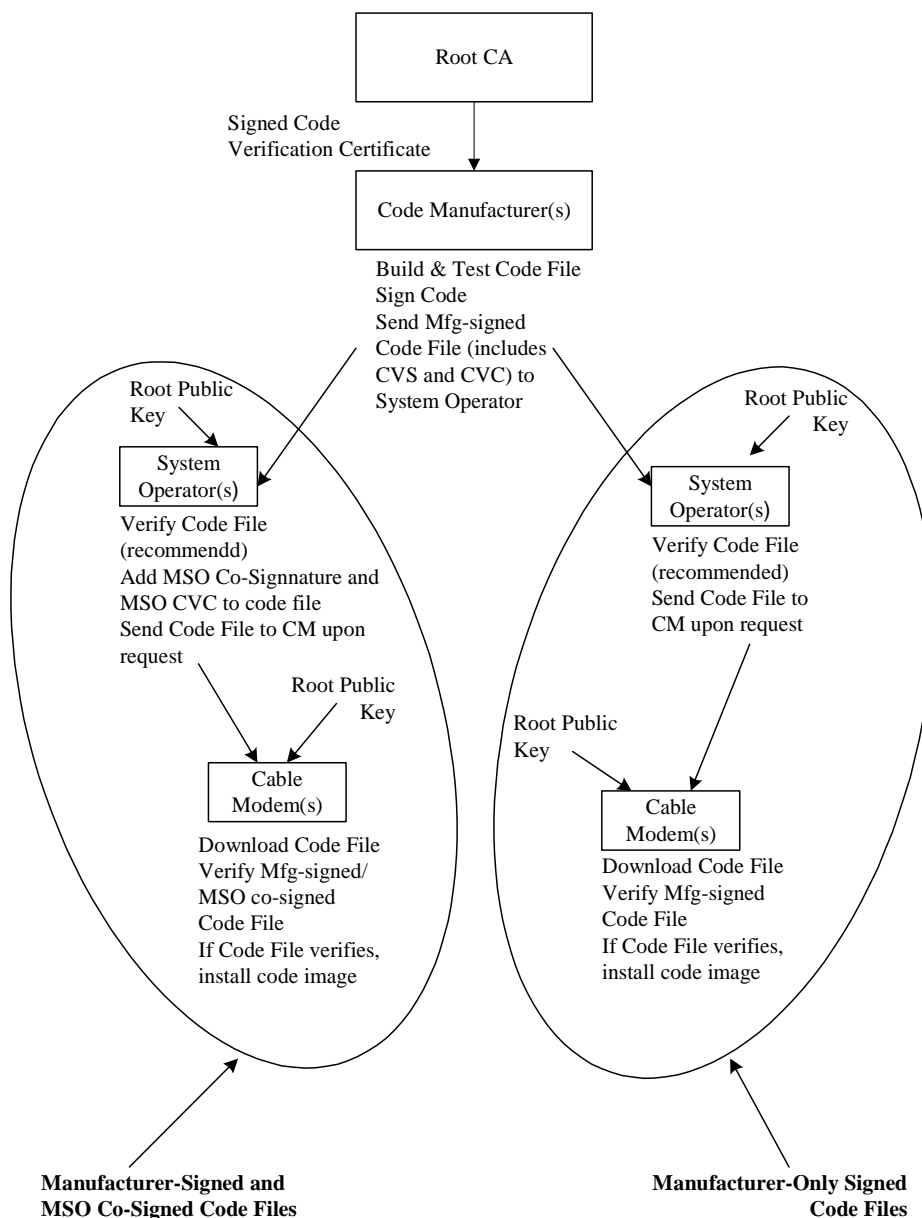 Root CA
Signed Code
Verification Certificate
Code Manufacturer(s)
Build & Test Code File
Sign Code
Send Mfg-signed
Code File (includes
CVS and CVC) to
System Operator
Root Public
Key
System
Operator(s)
Verify Code File
(recommendd)
Add MSO Co-Signnature and
MSO CVC to code file
Send Code File to CM upon
request
Root Public
Key
Cable
Modem(s)
Download Code File
Verify Mfg-signed/
MSO co-signed
Code File
If Code File verifies,
install code image
Root Public
Key
System
Operator(s)
Verify Code File
(recommended)
Send Code File to
CM upon request
Root Public
Key
Cable
Modem(s)
Download Code File
Verify Mfg-signed
Code File
If Code File verifies,
install code image
Manufacturer-Signed and
MSO Co-Signed Code Files
Manufacturer-Only Signed
Code Files